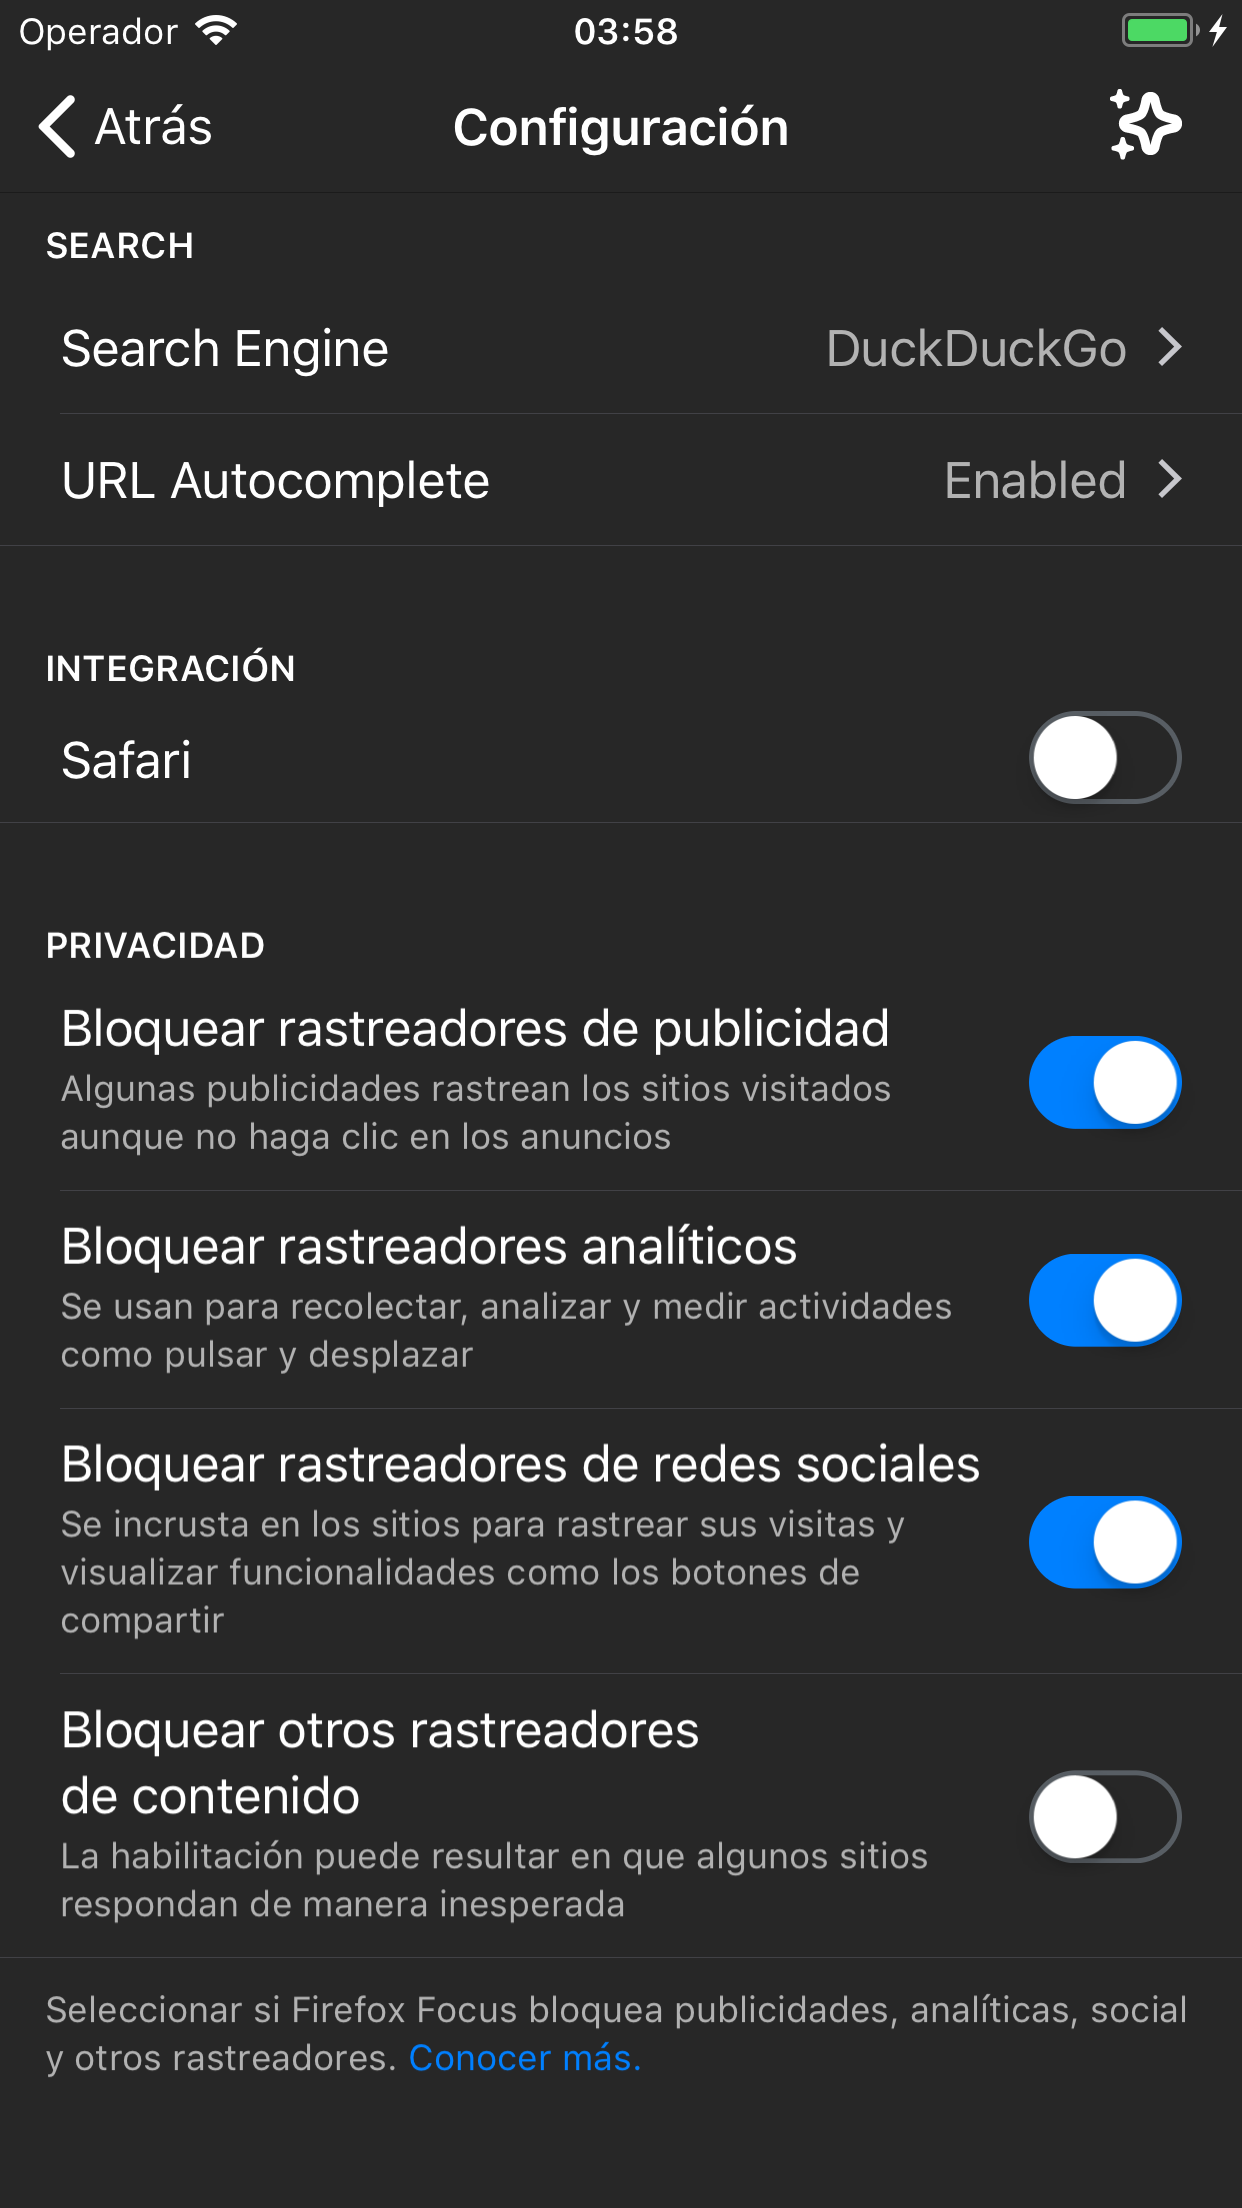 Operador
03:58
Atrás
Configuración
SEARCH
Search Engine
DuckDuckGo
URL Autocomplete
Enabled
INTEGRACIÓN
Safari
PRIVACIDAD
Bloquear rastreadores de publicidad
Algunas publicidades rastrean los sitios visitados
aunque no haga clic en los anuncios
Bloquear rastreadores analíticos
Se usan para recolectar, analizar y medir actividades
como pulsar y desplazar
Bloquear rastreadores de redes sociales
Se incrusta en los sitios para rastrear sus visitas y
visualizar funcionalidades como los botones de
compartir
Bloquear otros rastreadores
de contenido
La habilitación puede resultar en que algunos sitios
respondan de manera inesperada
Seleccionar si Firefox Focus bloquea publicidades, analíticas, social
y otros rastreadores. Conocer más.